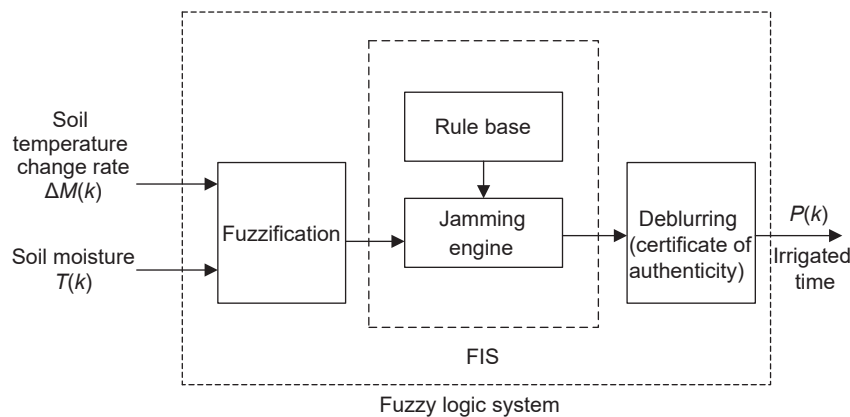 Soil
temperature
change rate
ΔM(k)
Soil moisture
T(k)
Fuzzification
Rule base
Jamming
engine
Deblurring
(certificate of
authenticity)
P(k)
Irrigated
time
FIS
Fuzzy logic system